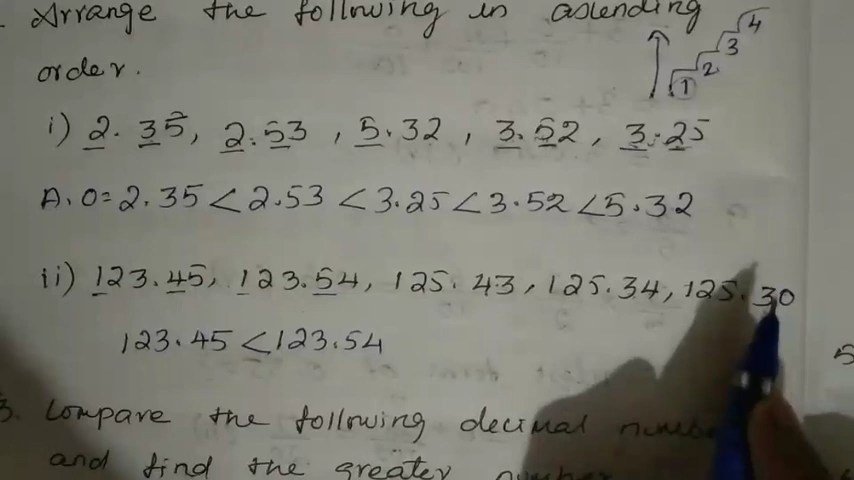 Arrange the following in ascending
order.
1 2 3 4
i) 2.35, 2.53, 5.32, 3.52, 3.25
A.O= 2.35<2.53<3.25<3.52<5.32
ii) 123.45, 123.54, 125.43, 125.34, 125.30
123.45<123.54
5
3. Compare the following decimal
and find the greater number